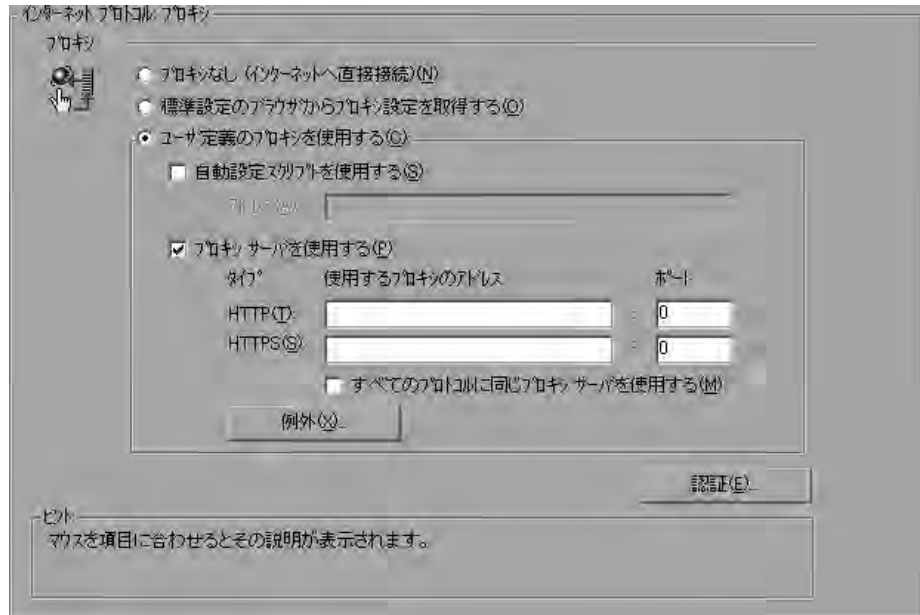 インターネット プロトコル: プロキシ
プロキシ
プロキシなし (インターネットへ直接接続)(N)
標準設定のブラウザからプロキシ設定を取得する(O)
ユーザ定義のプロキシを使用する(C)
自動設定スクリプトを使用する(S)
プロキシ サーバを使用する(P)
タイプ 使用するプロキシのアドレス ポート
HTTP(T): : 0
HTTPS(S) : 0
すべてのプロトコルに同じプロキシ サーバを使用する(M)
例外(X)...
認証(E)...
ヒント
マウスを項目に合わせるとその説明が表示されます。